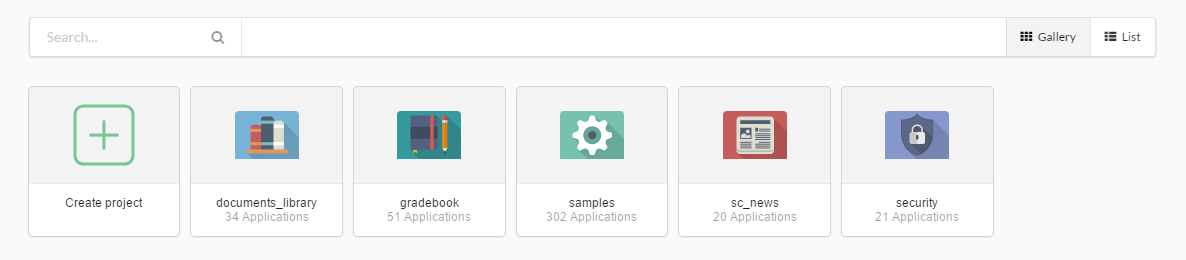 Search...
Gallery
List
Create project
documents_library
34 Applications
gradebook
51 Applications
samples
302 Applications
sc_news
20 Applications
security
21 Applications